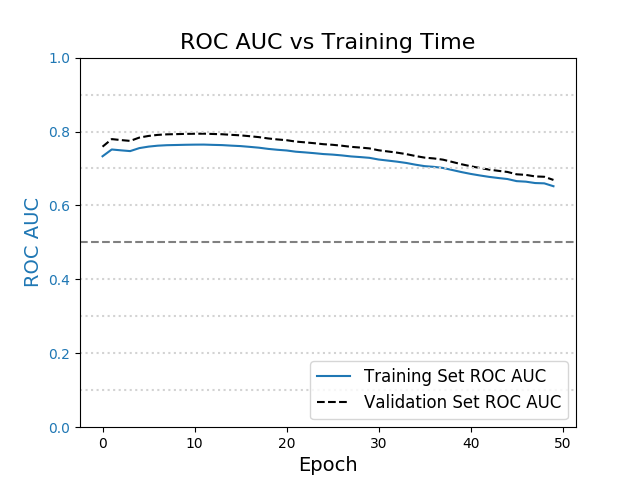 ROC AUC vs Training Time
1.0
0.8
0.6
0.4
0.2
0.0
ROC AUC
Training Set ROC AUC
Validation Set ROC AUC
0 10 20 30 40 50
Epoch